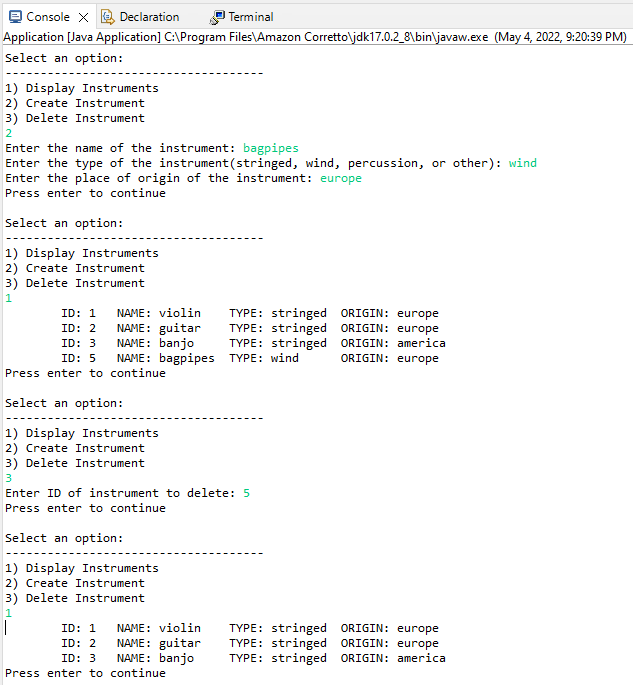 Console Declaration Terminal
Application [Java Application] C:\Program Files\Amazon Corretto\jdk17.0.2_8\bin\javaw.exe (May 4, 2022, 9:20:39 PM)
Select an option:
-------------------------------------
1) Display Instruments
2) Create Instrument
3) Delete Instrument
2
Enter the name of the instrument: bagpipes
Enter the type of the instrument(stringed, wind, percussion, or other): wind
Enter the place of origin of the instrument: europe
Press enter to continue
Select an option:
-------------------------------------
1) Display Instruments
2) Create Instrument
3) Delete Instrument
1
ID: 1   NAME: violin    TYPE: stringed  ORIGIN: europe
ID: 2   NAME: guitar    TYPE: stringed  ORIGIN: europe
ID: 3   NAME: banjo     TYPE: stringed  ORIGIN: america
ID: 5   NAME: bagpipes  TYPE: wind      ORIGIN: europe
Press enter to continue
Select an option:
-------------------------------------
1) Display Instruments
2) Create Instrument
3) Delete Instrument
3
Enter ID of instrument to delete: 5
Press enter to continue
Select an option:
-------------------------------------
1) Display Instruments
2) Create Instrument
3) Delete Instrument
1
ID: 1   NAME: violin    TYPE: stringed  ORIGIN: europe
ID: 2   NAME: guitar    TYPE: stringed  ORIGIN: europe
ID: 3   NAME: banjo     TYPE: stringed  ORIGIN: america
Press enter to continue